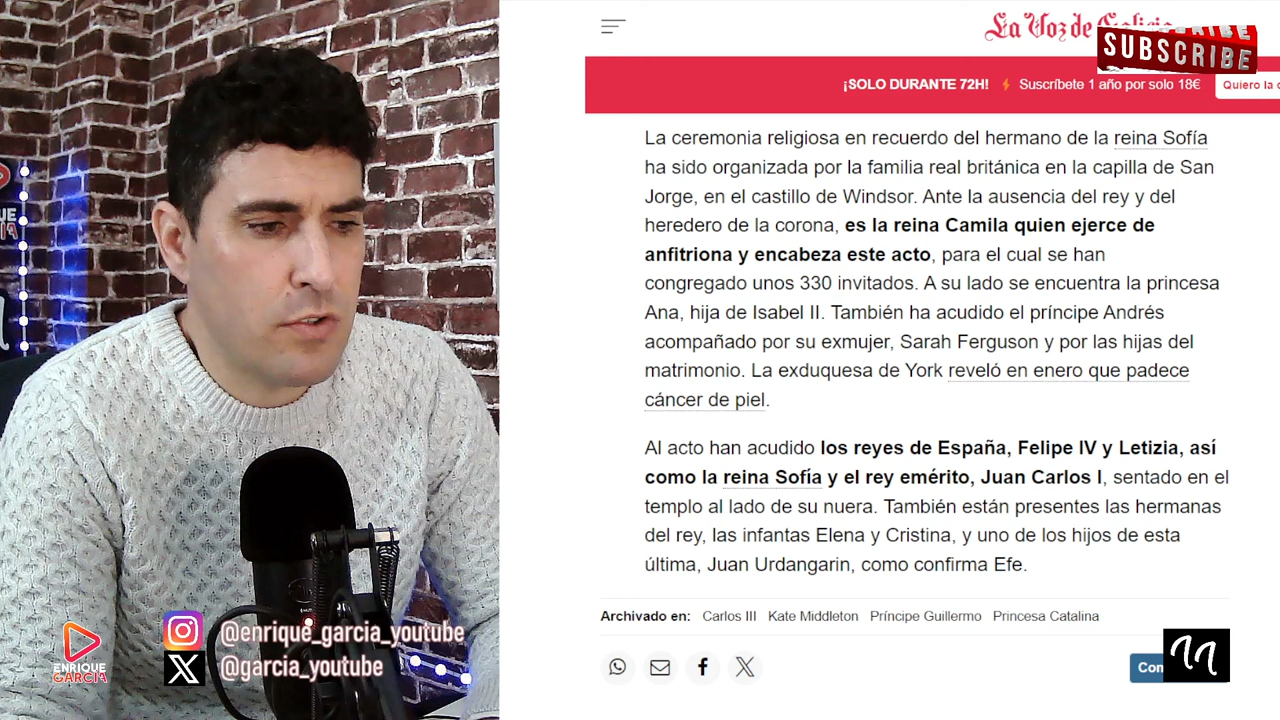 La Voz de Galicia
SUBSCRIBE
¡SOLO DURANTE 72H! Suscríbete 1 año por solo 18€
Quiero la
La ceremonia religiosa en recuerdo del hermano de la reina Sofía
ha sido organizada por la familia real británica en la capilla de San
Jorge, en el castillo de Windsor. Ante la ausencia del rey y del
heredero de la corona, es la reina Camila quien ejerce de
anfitriona y encabeza este acto, para el cual se han
congregado unos 330 invitados. A su lado se encuentra la princesa
Ana, hija de Isabel II. También ha acudido el príncipe Andrés
acompañado por su exmujer, Sarah Ferguson y por las hijas del
matrimonio. La exduquesa de York reveló en enero que padece
cáncer de piel.
Al acto han acudido los reyes de España, Felipe IV y Letizia, así
como la reina Sofía y el rey emérito, Juan Carlos I, sentado en el
templo al lado de su nuera. También están presentes las hermanas
del rey, las infantas Elena y Cristina, y uno de los hijos de esta
última, Juan Urdangarin, como confirma Efe.
Archivado en: Carlos III Kate Middleton Príncipe Guillermo Princesa Catalina
Com
ENRIQUE
GARCIA
@enrique_garcia_youtube
@garcia_youtube